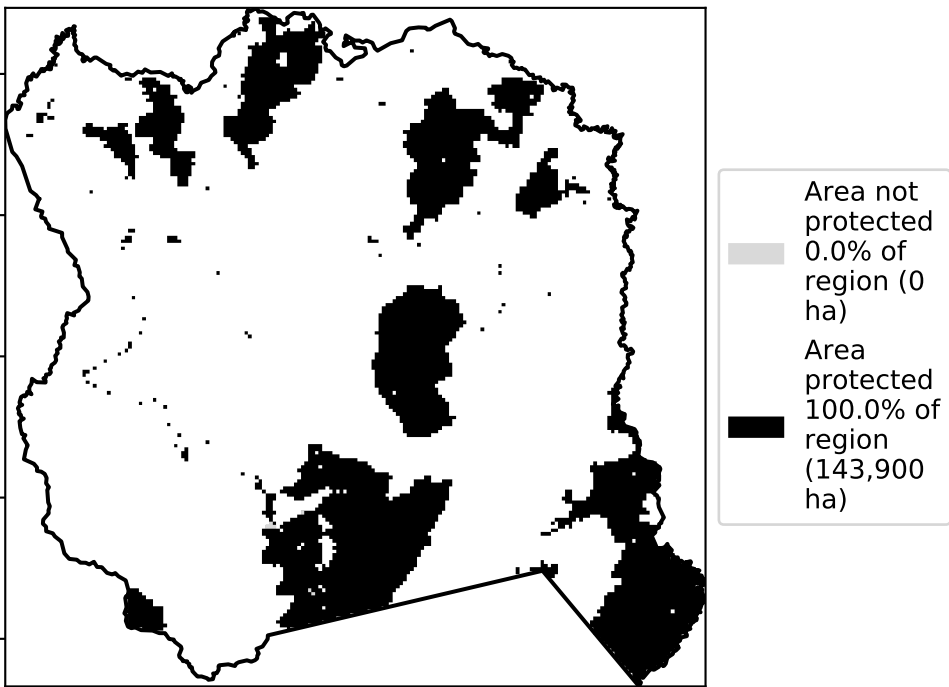 Area not
protected
0.0% of
region (0
ha)
Area
protected
100.0% of
region
(143,900
ha)